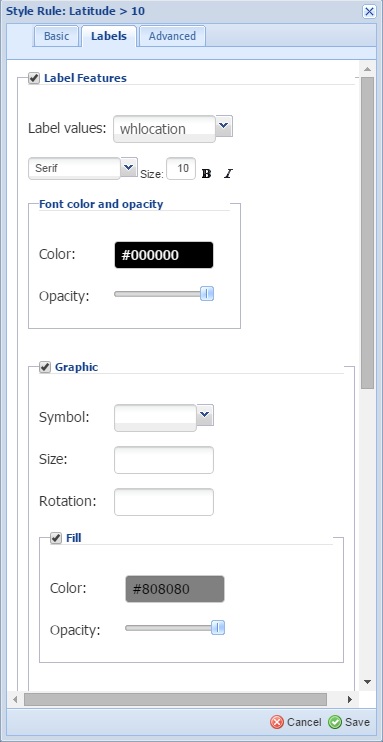 Style Rule: Latitude > 10
Basic Labels Advanced
Label Features
Label values: whlocation
Serif Size: 10 B I
Font color and opacity
Color: #000000
Opacity:
Graphic
Symbol:
Size:
Rotation:
Fill
Color: #808080
Opacity:
Cancel Save